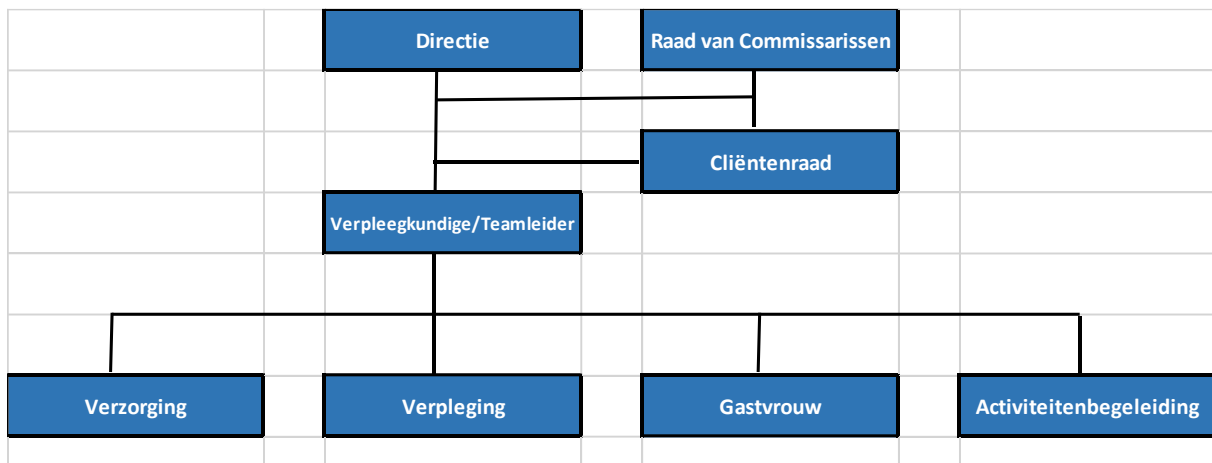 Directie
Raad van Commissarissen
Cliëntenraad
Verpleegkundige/Teamleider
Verzorging
Verpleging
Gastvrouw
Activiteitenbegeleiding